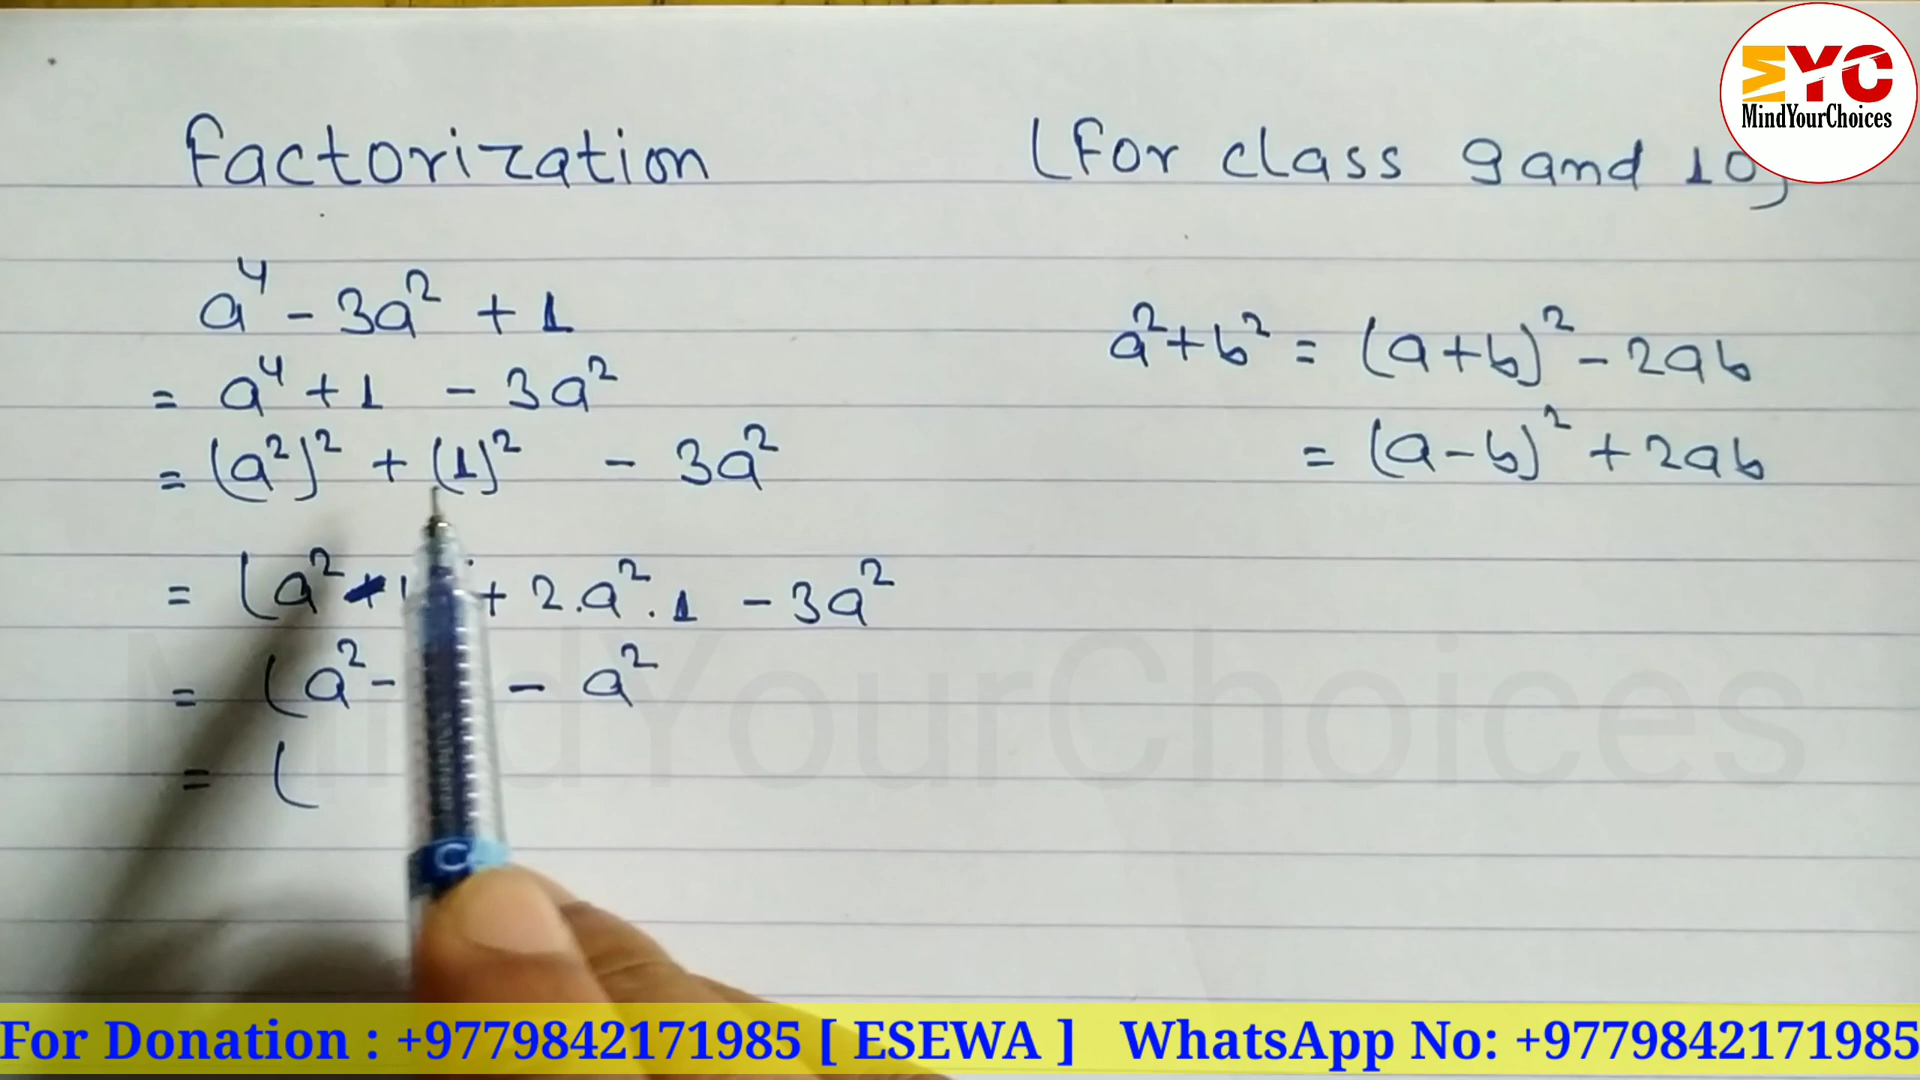 MYC
MindYourChoices
Factorization (For class 9 and 10)
a⁴ - 3a² + 1
= a⁴ + 1 - 3a²
= (a²)² + (1)² - 3a²
= (a² + 2.a².1 - 3a²
= (a² - - a²
= (
a² + b² = (a + b)² - 2ab
= (a - b)² + 2ab
MindYourChoices
For Donation : +9779842171985 [ ESEWA ] WhatsApp No: +9779842171985